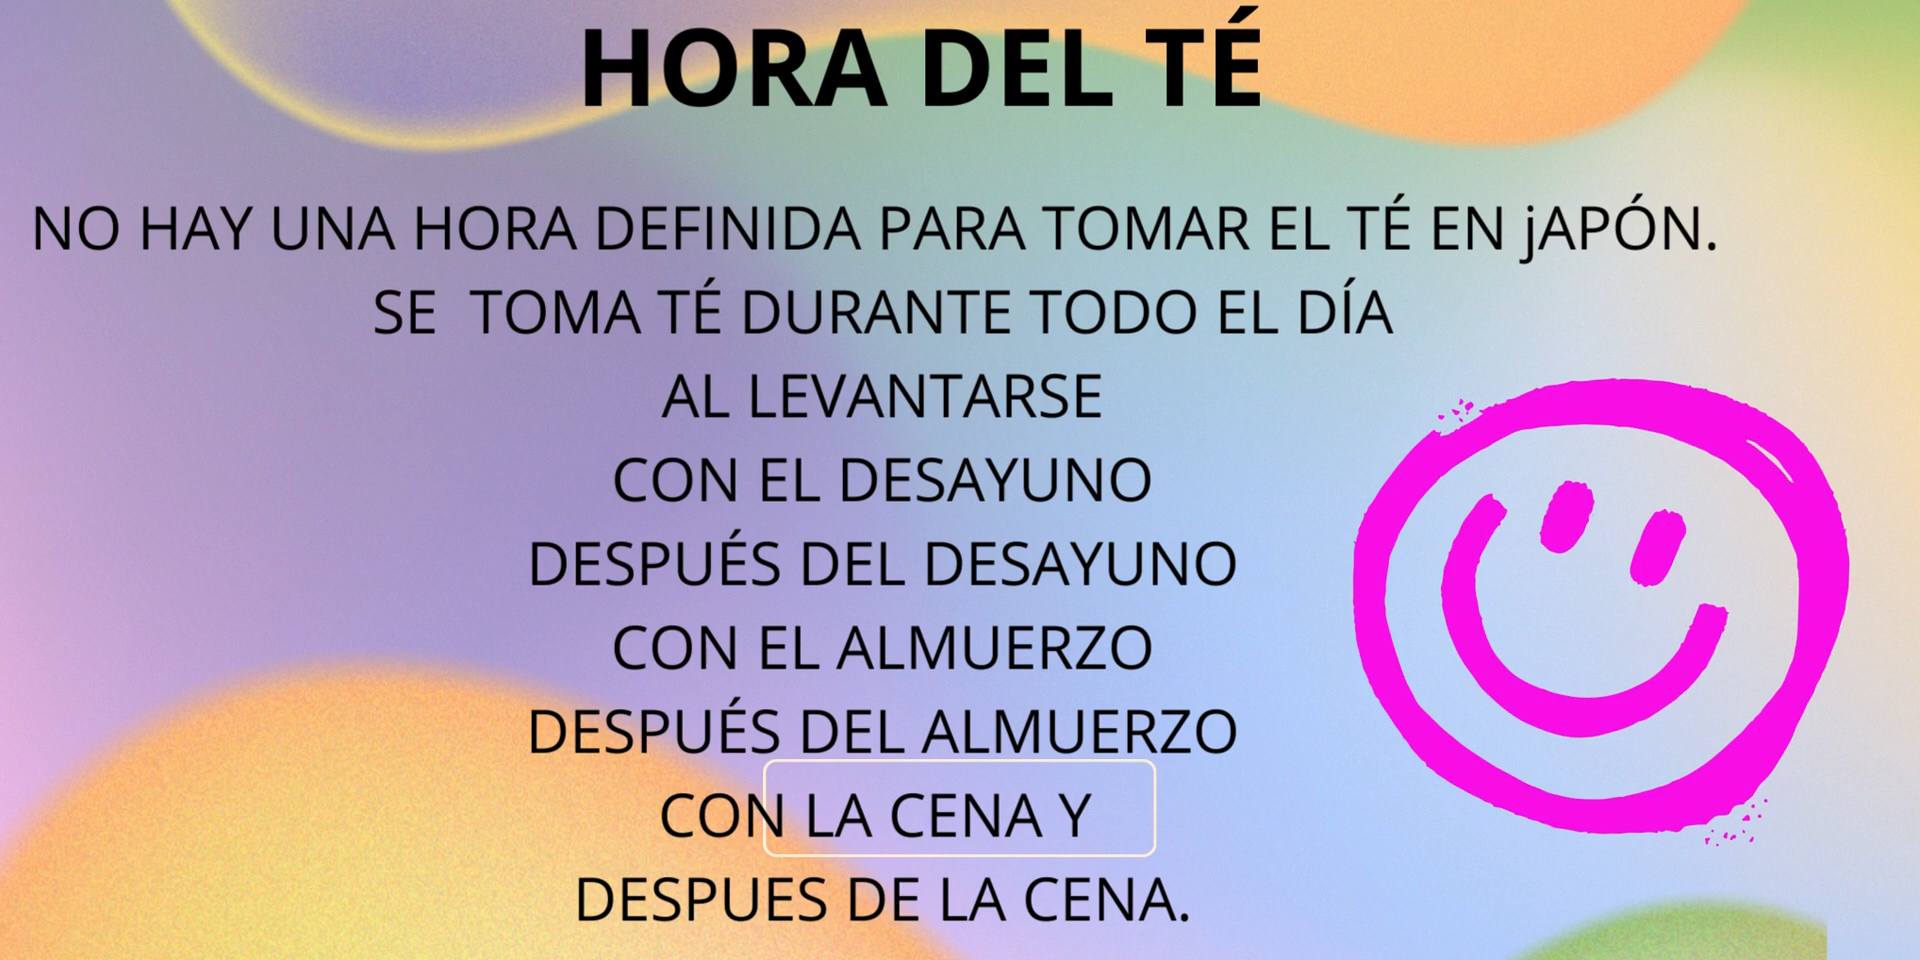 HORA DEL TÉ
NO HAY UNA HORA DEFINIDA PARA TOMAR EL TÉ EN jAPÓN.
SE  TOMA TÉ DURANTE TODO EL DÍA
AL LEVANTARSE
CON EL DESAYUNO
DESPUÉS DEL DESAYUNO
CON EL ALMUERZO
DESPUÉS DEL ALMUERZO
CON LA CENA Y
DESPUES DE LA CENA.